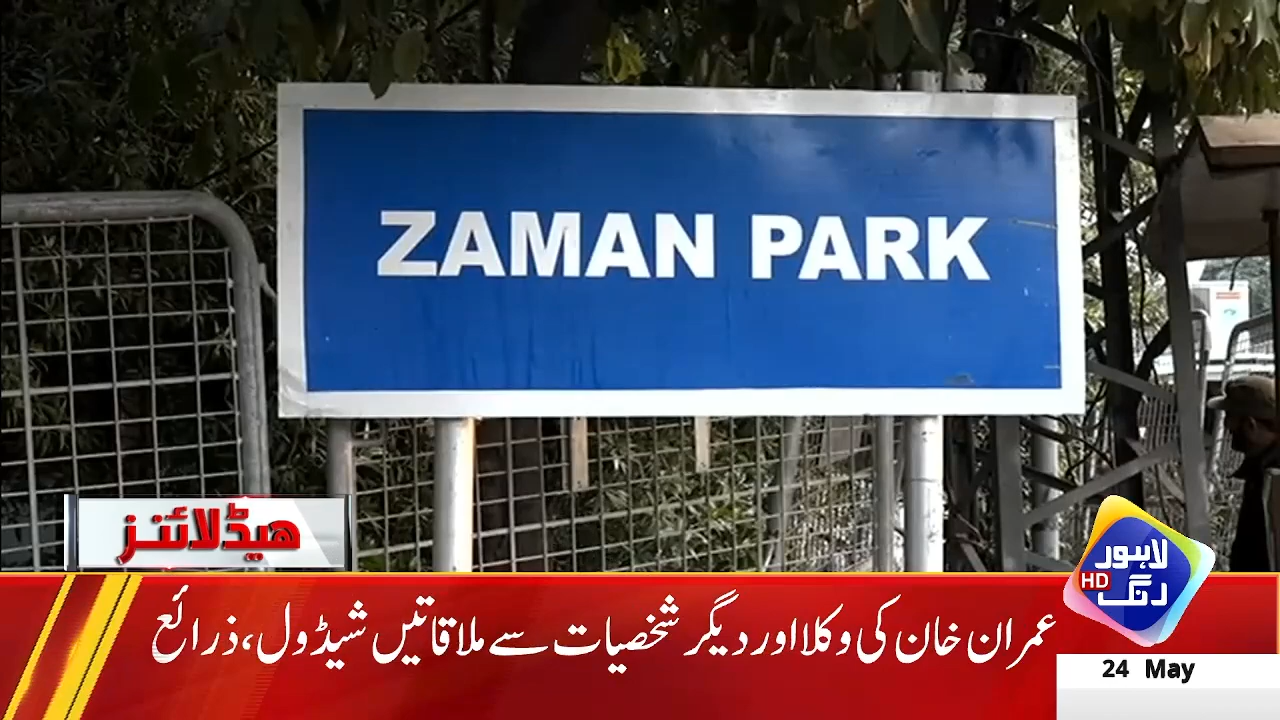 ZAMAN PARK
ہیڈلائنز
لاہور
HD
رنگ
عمران خان کی وکلا اور دیگر شخصیات سے ملاقاتیں شیڈول، ذرائع
24 May